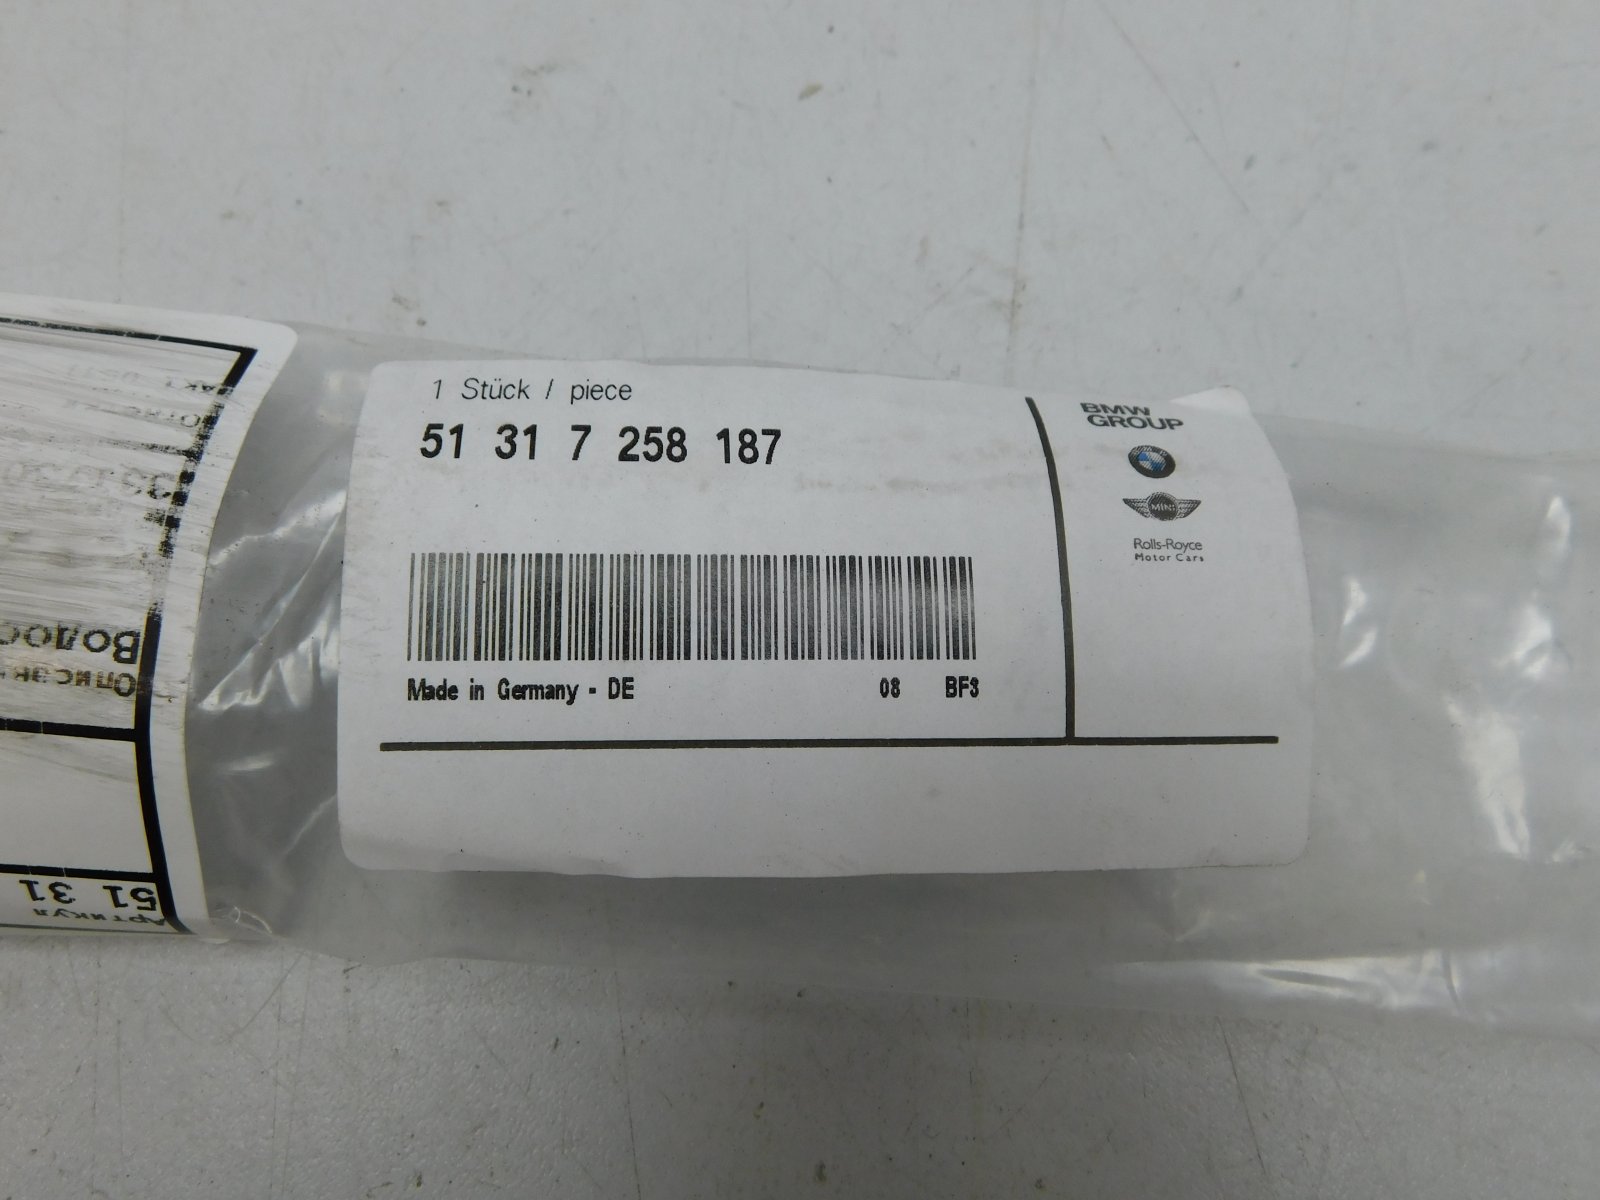 1 Stück / piece
51 31 7 258 187
Made in Germany - DE 08 BF3
BMW
GROUP
MINI
Rolls-Royce
Motor Cars
Артикул
51 31